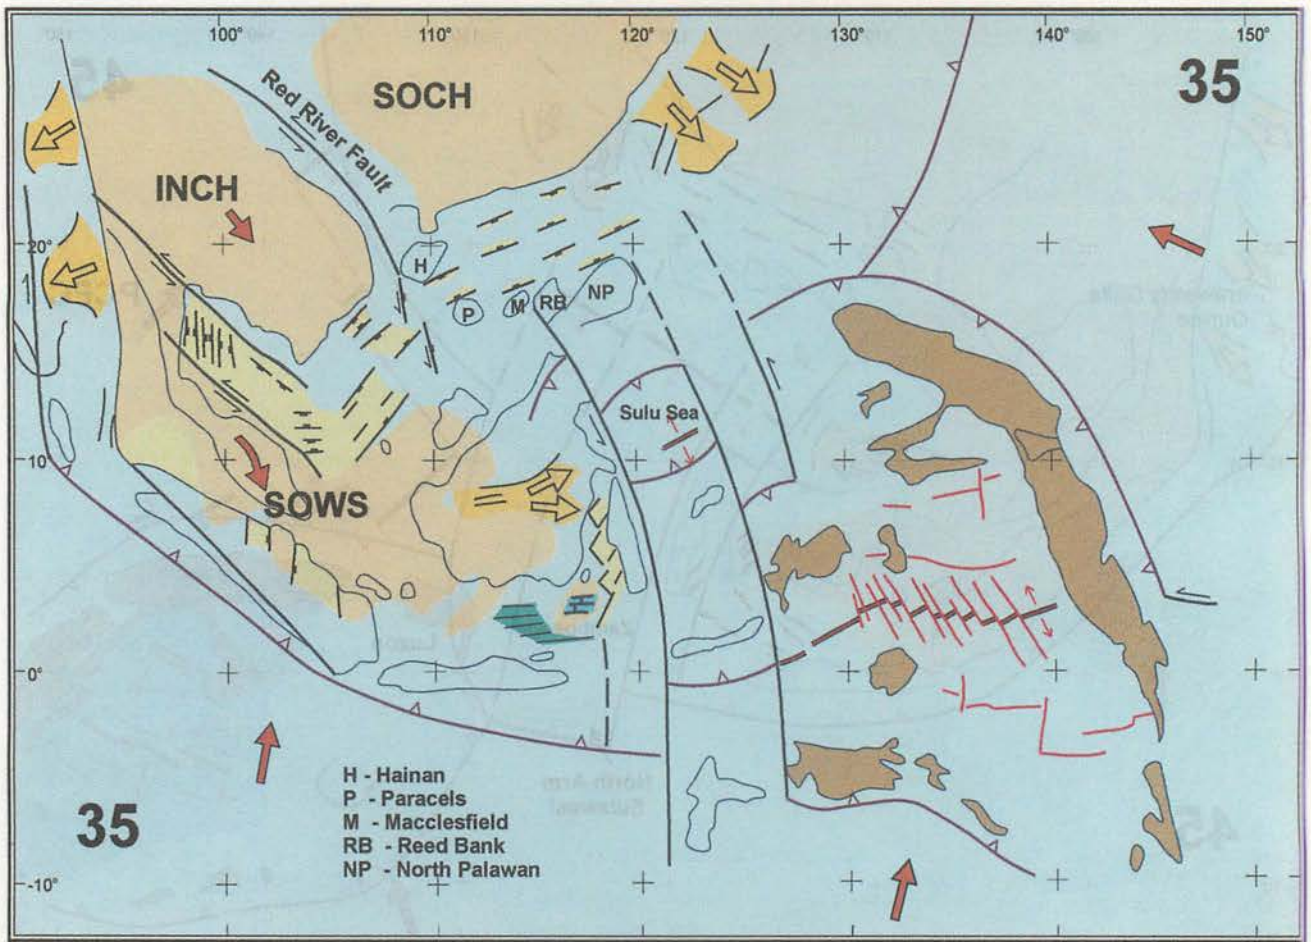 100° 110° 120° 130° 140° 150°
35
SOCH
Red River Fault
INCH
20°
H
P
M
RB
NP
Sulu Sea
10°
SOWS
0°
H - Hainan
P - Paracels
M - Macclesfield
RB - Reed Bank
NP - North Palawan
35
-10°